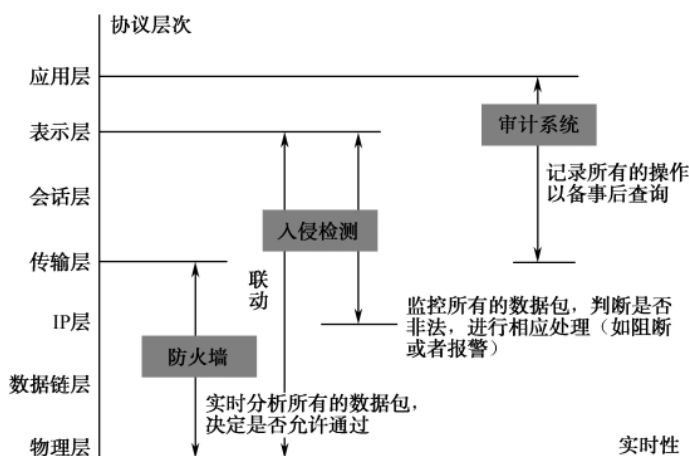 协议层次
应用层
审计系统
表示层
记录所有的操作
以备事后查询
会话层
入侵检测
传输层
联动
监控所有的数据包，判断是否
非法，进行相应处理（如阻断
或者报警）
IP层
防火墙
数据链层
实时分析所有的数据包，
决定是否允许通过
物理层
实时性